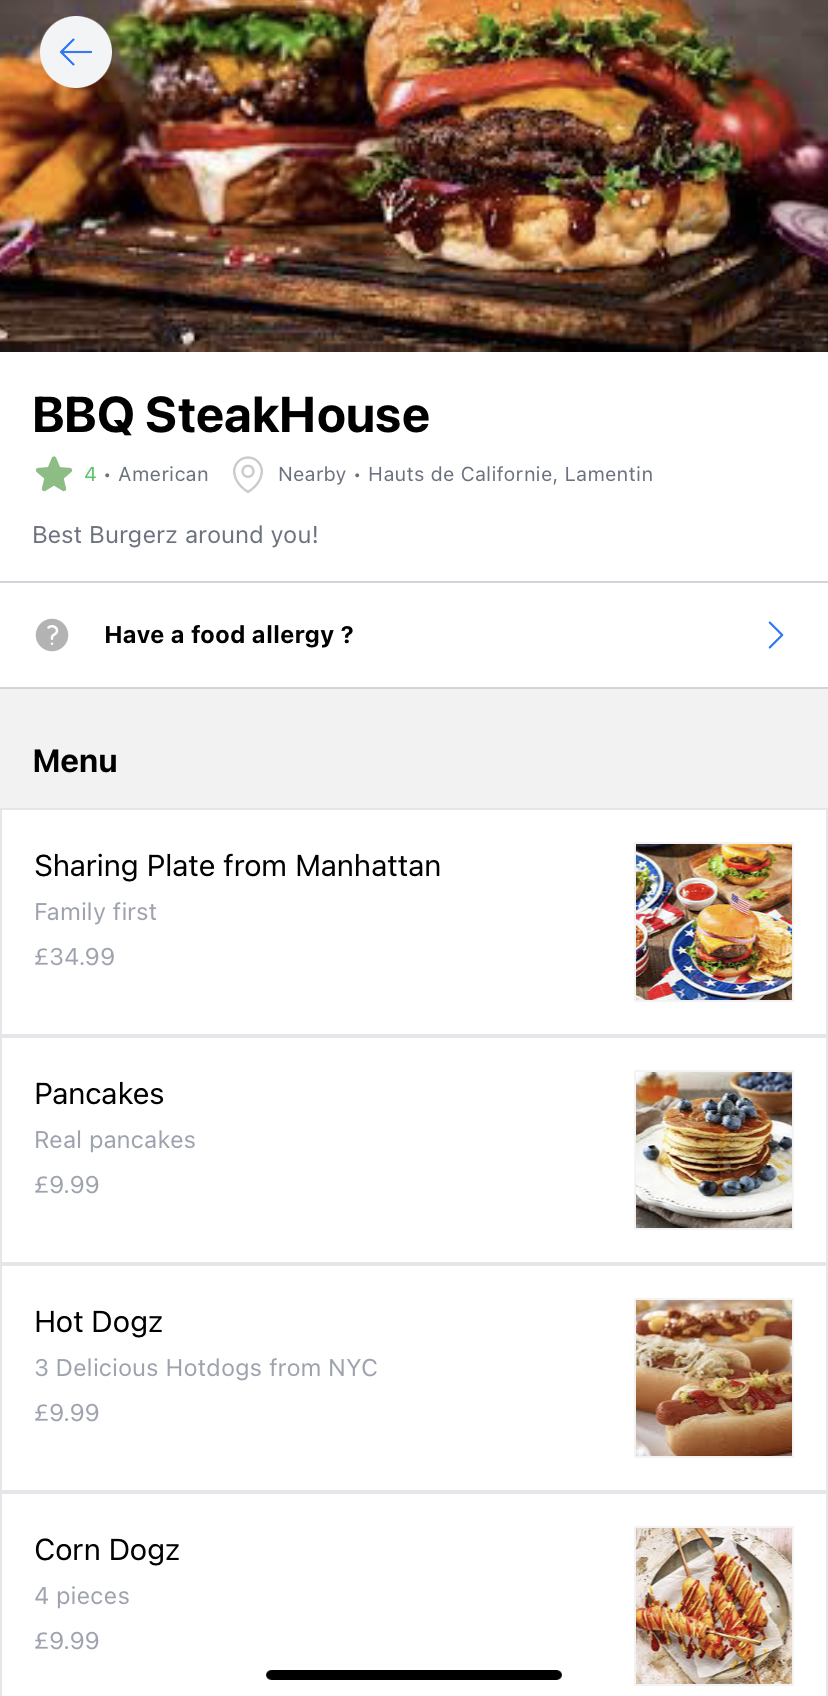 BBQ SteakHouse
4 • American Nearby • Hauts de Californie, Lamentin
Best Burgerz around you!
? Have a food allergy ?
Menu
Sharing Plate from Manhattan
Family first
£34.99
Pancakes
Real pancakes
£9.99
Hot Dogz
3 Delicious Hotdogs from NYC
£9.99
Corn Dogz
4 pieces
£9.99